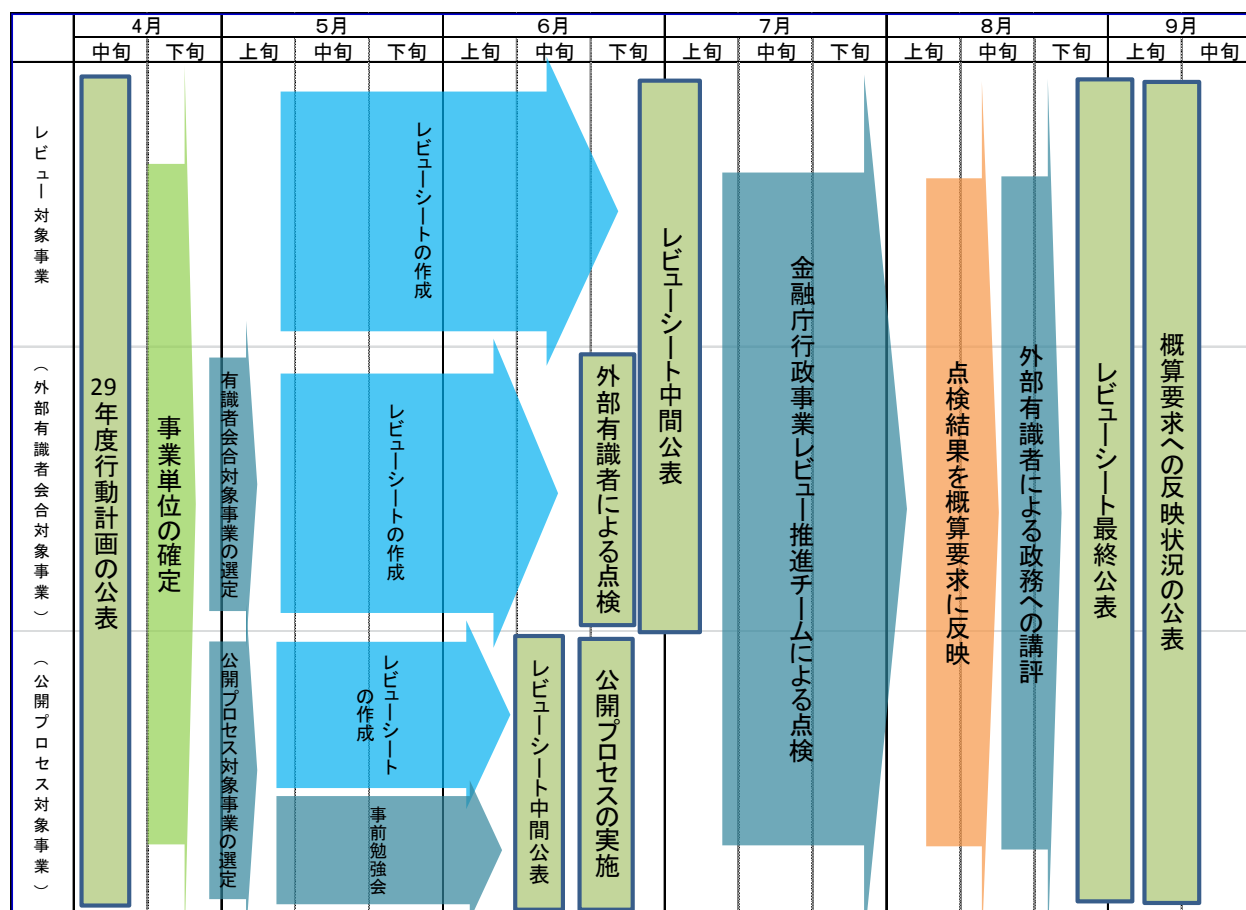 4月
5月
6月
7月
8月
9月
中旬
下旬
上旬
中旬
下旬
上旬
中旬
下旬
上旬
中旬
下旬
上旬
中旬
下旬
上旬
中旬
レビュー対象事業
（外部有識者会合対象事業）
（公開プロセス対象事業）
29年度行動計画の公表
事業単位の確定
有識者会合対象事業の選定
公開プロセス対象事業の選定
レビューシートの作成
レビューシートの作成
レビューシート
の作成
事前勉強会
レビューシート中間公表
外部有識者による点検
公開プロセスの実施
レビューシート中間公表
金融庁行政事業レビュー推進チームによる点検
点検結果を概算要求に反映
外部有識者による政務への講評
レビューシート最終公表
概算要求への反映状況の公表